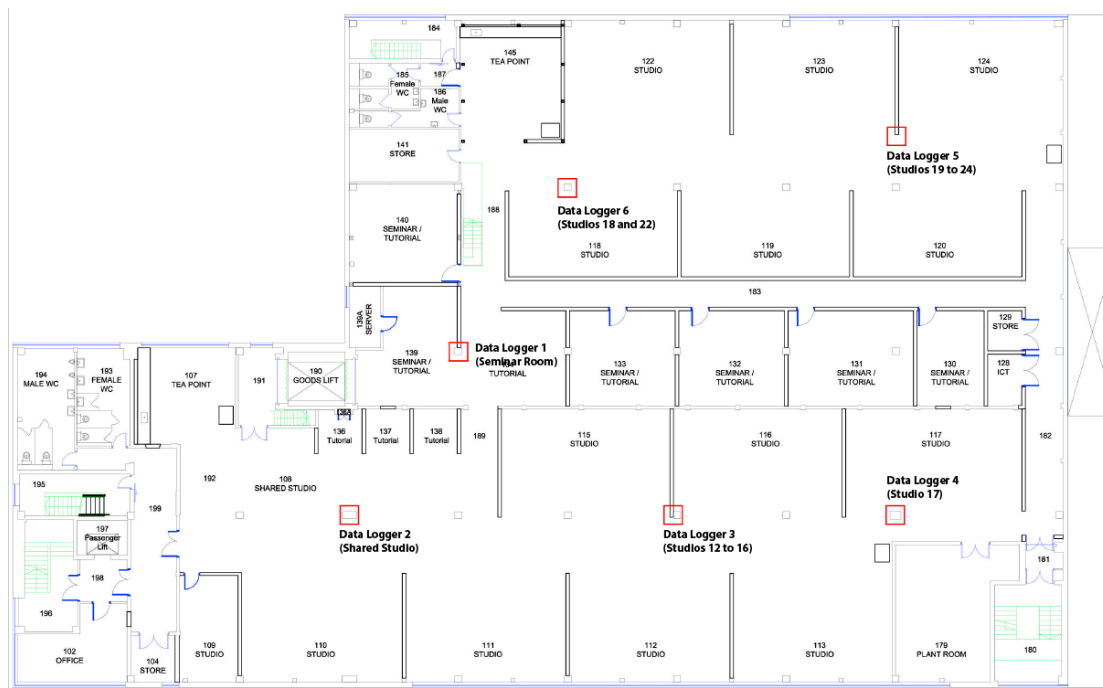 184
145
TEA POINT
122
STUDIO
123
STUDIO
124
STUDIO
185
Female
WC
187
186
Male
WC
141
STORE
Data Logger 5
(Studios 19 to 24)
140
SEMINAR /
TUTORIAL
188
Data Logger 6
(Studios 18 and 22)
118
STUDIO
119
STUDIO
120
STUDIO
183
139A
SERVER
129
STORE
139
SEMINAR /
TUTORIAL
Data Logger 1
(Seminar Room)
TUTORIAL
133
SEMINAR /
TUTORIAL
132
SEMINAR /
TUTORIAL
131
SEMINAR /
TUTORIAL
130
SEMINAR /
TUTORIAL
128
ICT
194
MALE WC
193
FEMALE
WC
107
TEA POINT
191
190
GOODS LIFT
136
Tutorial
137
Tutorial
138
Tutorial
189
115
STUDIO
116
STUDIO
117
STUDIO
182
192
108
SHARED STUDIO
195
199
Data Logger 2
(Shared Studio)
Data Logger 3
(Studios 12 to 16)
Data Logger 4
(Studio 17)
197
Passenger
Lift
198
181
196
102
OFFICE
104
STORE
109
STUDIO
110
STUDIO
111
STUDIO
112
STUDIO
113
STUDIO
179
PLANT ROOM
180